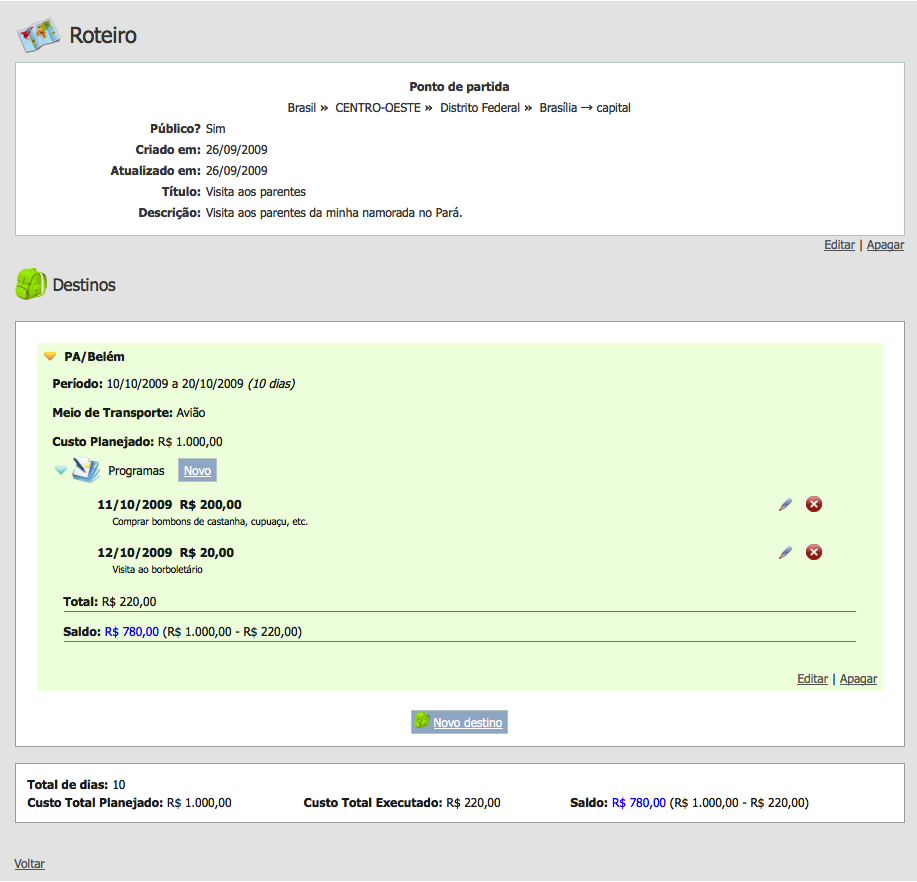 Roteiro
Ponto de partida
Brasil » CENTRO-OESTE » Distrito Federal » Brasília → capital
Público? Sim
Criado em: 26/09/2009
Atualizado em: 26/09/2009
Título: Visita aos parentes
Descrição: Visita aos parentes da minha namorada no Pará.
Editar | Apagar
Destinos
PA/Belém
Período: 10/10/2009 a 20/10/2009 (10 dias)
Meio de Transporte: Avião
Custo Planejado: R$ 1.000,00
Programas Novo
11/10/2009 R$ 200,00
Comprar bombons de castanha, cupuaçu, etc.
12/10/2009 R$ 20,00
Visita ao borboletário
Total: R$ 220,00
Saldo: R$ 780,00 (R$ 1.000,00 - R$ 220,00)
Editar | Apagar
Novo destino
Total de dias: 10
Custo Total Planejado: R$ 1.000,00 Custo Total Executado: R$ 220,00 Saldo: R$ 780,00 (R$ 1.000,00 - R$ 220,00)
Voltar